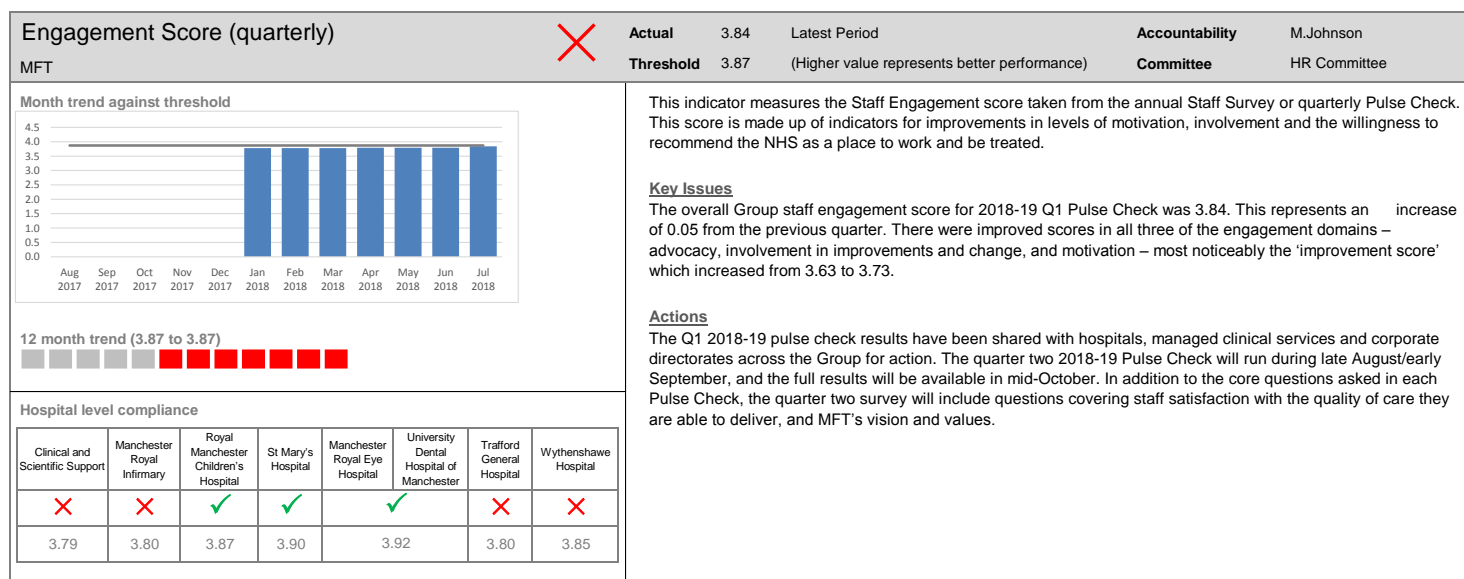 Engagement Score (quarterly)
MFT
Actual 3.84 Latest Period Accountability M.Johnson
Threshold 3.87 (Higher value represents better performance) Committee HR Committee
Month trend against threshold
4.5
4.0
3.5
3.0
2.5
2.0
1.5
1.0
0.5
0.0
Aug Sep Oct Nov Dec Jan Feb Mar Apr May Jun Jul
2017 2017 2017 2017 2017 2018 2018 2018 2018 2018 2018 2018
12 month trend (3.87 to 3.87)
This indicator measures the Staff Engagement score taken from the annual Staff Survey or quarterly Pulse Check.
This score is made up of indicators for improvements in levels of motivation, involvement and the willingness to
recommend the NHS as a place to work and be treated.
Key Issues
The overall Group staff engagement score for 2018-19 Q1 Pulse Check was 3.84. This represents an increase
of 0.05 from the previous quarter. There were improved scores in all three of the engagement domains –
advocacy, involvement in improvements and change, and motivation – most noticeably the ‘improvement score’
which increased from 3.63 to 3.73.
Actions
The Q1 2018-19 pulse check results have been shared with hospitals, managed clinical services and corporate
directorates across the Group for action. The quarter two 2018-19 Pulse Check will run during late August/early
September, and the full results will be available in mid-October. In addition to the core questions asked in each
Pulse Check, the quarter two survey will include questions covering staff satisfaction with the quality of care they
are able to deliver, and MFT’s vision and values.
Hospital level compliance
Clinical and
Scientific Support
Manchester
Royal
Infirmary
Royal
Manchester
Children’s
Hospital
St Mary’s
Hospital
Manchester
Royal Eye
Hospital
University
Dental
Hospital of
Manchester
Trafford
General
Hospital
Wythenshawe
Hospital
3.79 3.80 3.87 3.90 3.92 3.80 3.85